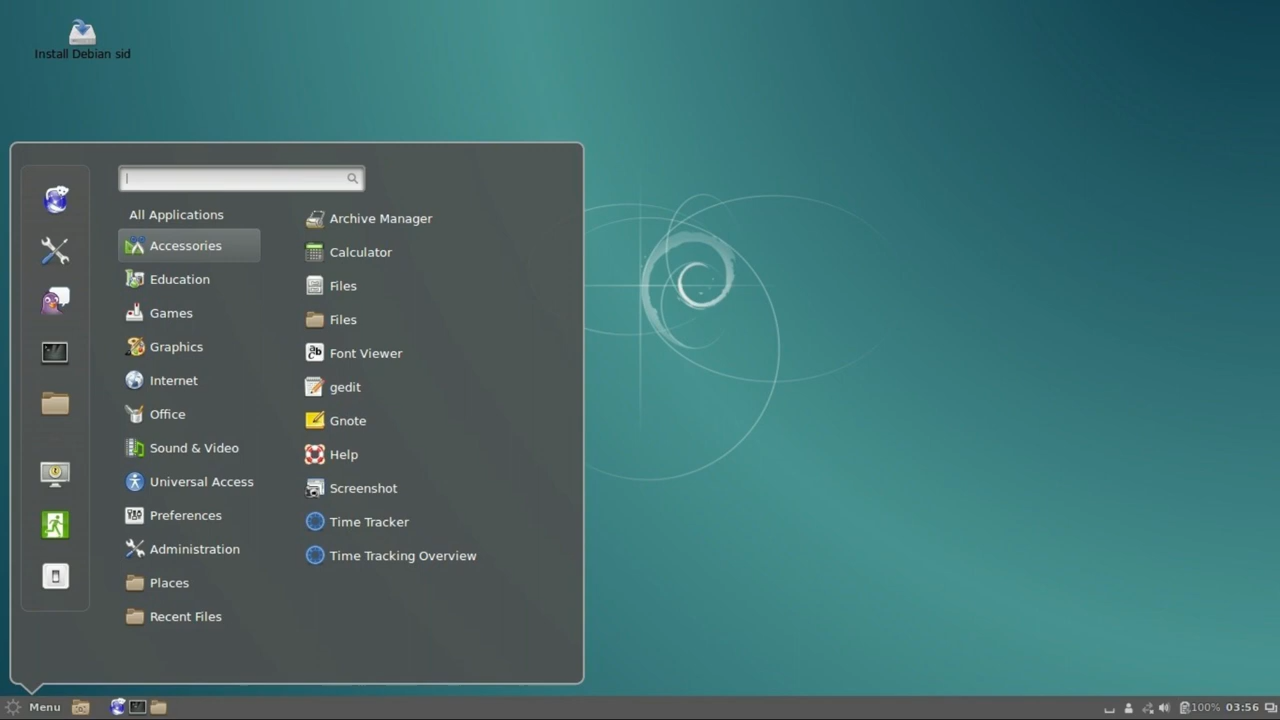 Install Debian sid
All Applications
Accessories
Education
Games
Graphics
Internet
Office
Sound & Video
Universal Access
Preferences
Administration
Places
Recent Files
Archive Manager
Calculator
Files
Files
Font Viewer
gedit
Gnote
Help
Screenshot
Time Tracker
Time Tracking Overview
Menu
100% 03:56